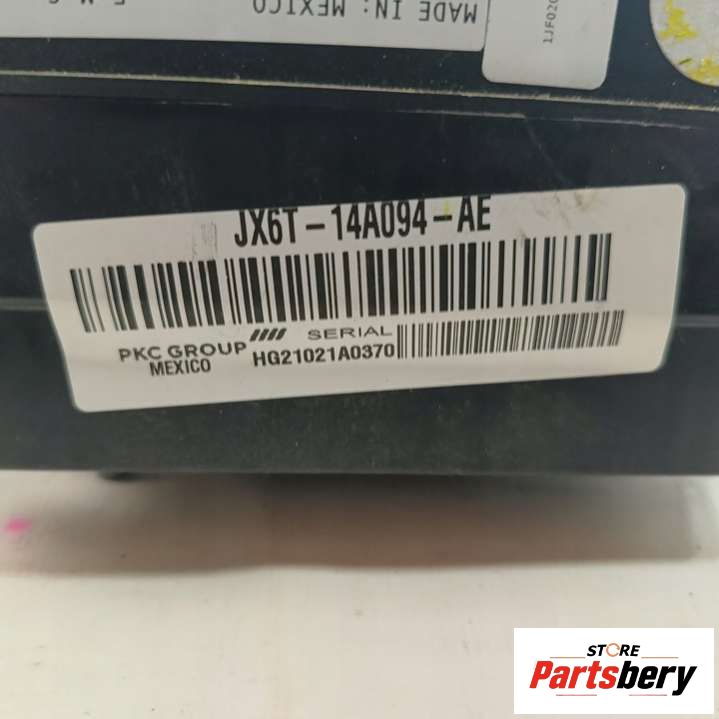 MADE IN: MEXICO
JX6T-14A094-AE
PKC GROUP SERIAL
MEXICO HG21021A0370
STORE
Partsbery